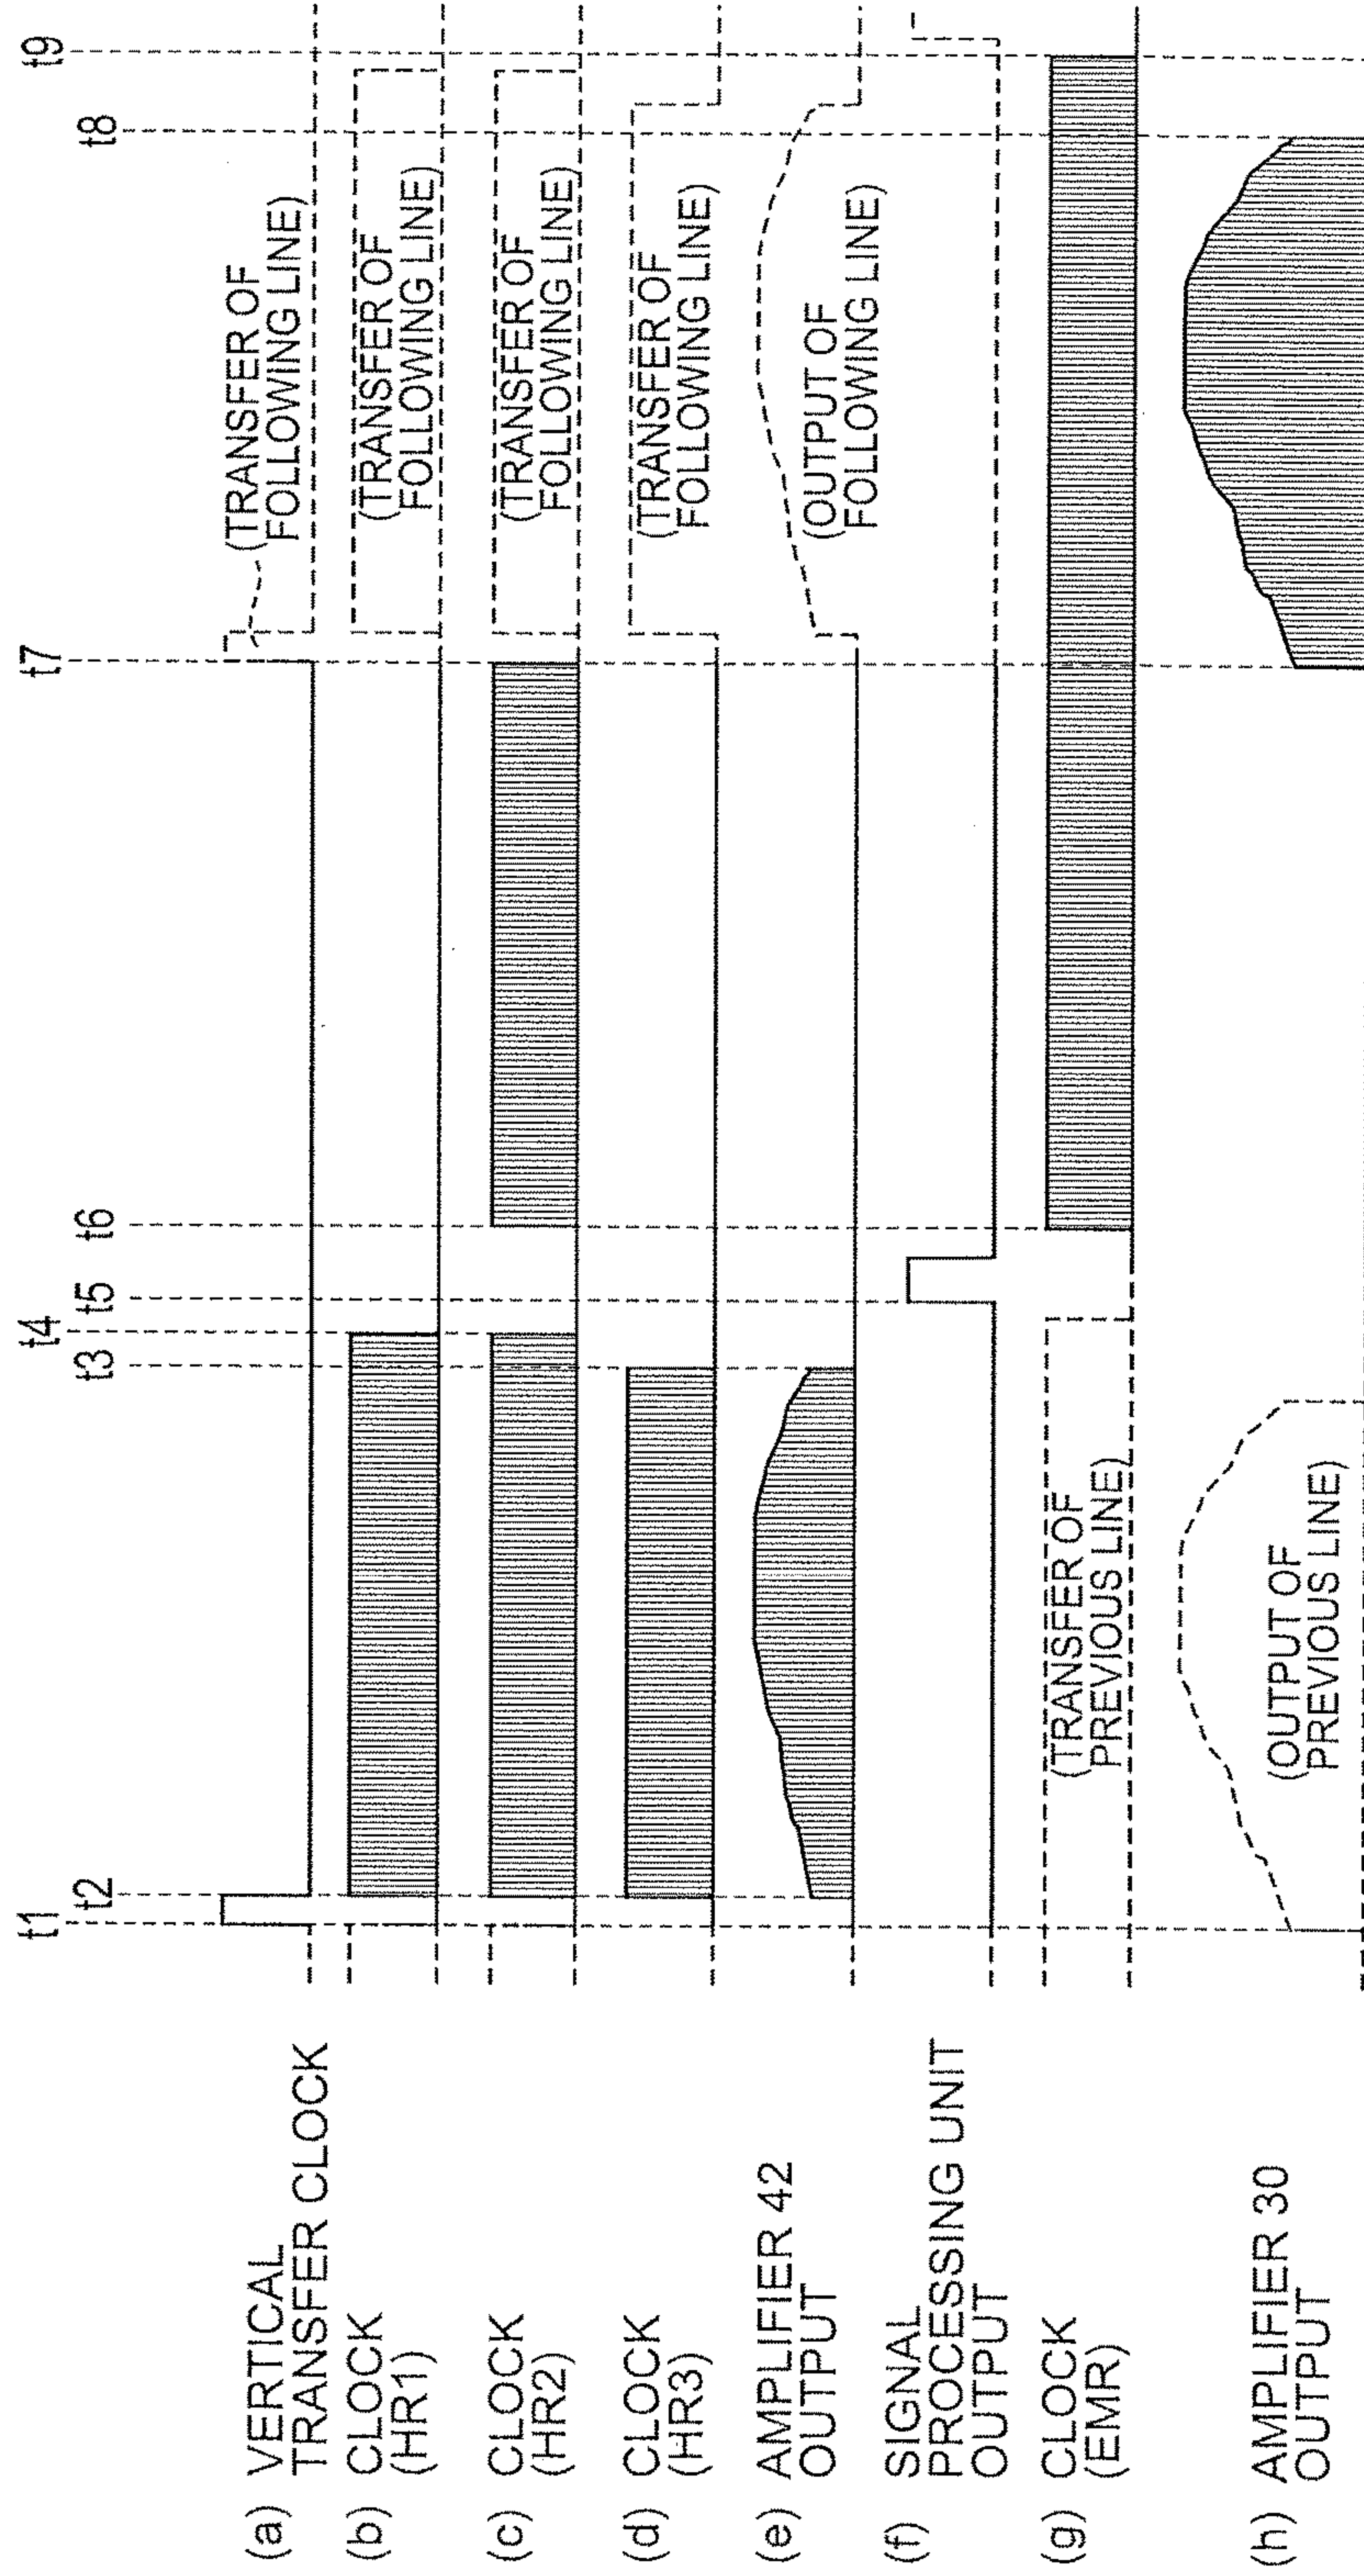 t1
t2
t3
t4
t5
t6
t7
t8
t9
(a) VERTICAL
TRANSFER CLOCK
(TRANSFER OF
FOLLOWING LINE)
(b) CLOCK
(HR1)
(TRANSFER OF
FOLLOWING LINE)
(c) CLOCK
(HR2)
(TRANSFER OF
FOLLOWING LINE)
(d) CLOCK
(HR3)
(TRANSFER OF
FOLLOWING LINE)
(e) AMPLIFIER 42
OUTPUT
(OUTPUT OF
FOLLOWING LINE)
(f) SIGNAL
PROCESSING UNIT
OUTPUT
(g) CLOCK
(EMR)
(TRANSFER OF
PREVIOUS LINE)
(h) AMPLIFIER 30
OUTPUT
(OUTPUT OF
PREVIOUS LINE)